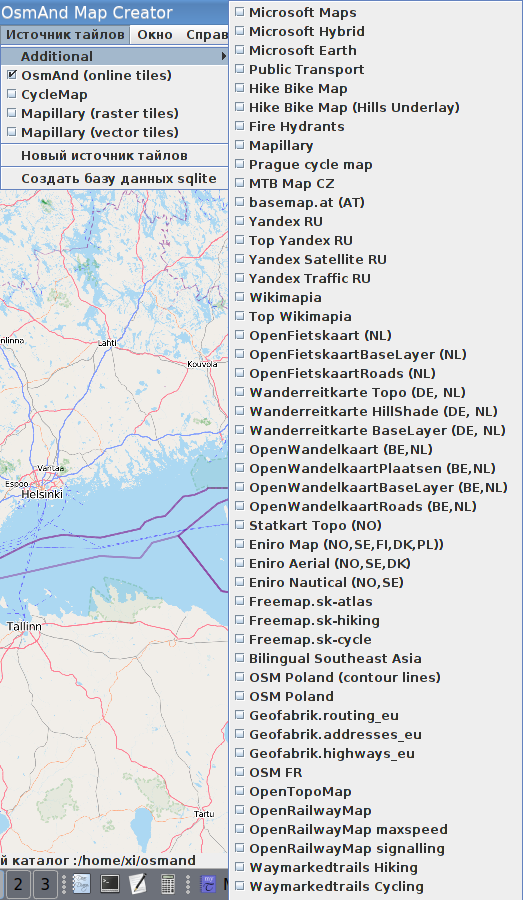 OsmAnd Map Creator
Источник тайлов Окно Справ
Additional
OsmAnd (online tiles)
CycleMap
Mapillary (raster tiles)
Mapillary (vector tiles)
Новый источник тайлов
Создать базу данных sqlite
Microsoft Maps
Microsoft Hybrid
Microsoft Earth
Public Transport
Hike Bike Map
Hike Bike Map (Hills Underlay)
Fire Hydrants
Mapillary
Prague cycle map
MTB Map CZ
basemap.at (AT)
Yandex RU
Top Yandex RU
Yandex Satellite RU
Yandex Traffic RU
Wikimapia
Top Wikimapia
OpenFietskaart (NL)
OpenFietskaartBaseLayer (NL)
OpenFietskaartRoads (NL)
Wanderreitkarte Topo (DE, NL)
Wanderreitkarte HillShade (DE, NL)
Wanderreitkarte BaseLayer (DE, NL)
OpenWandelkaart (BE,NL)
OpenWandelkaartPlaatsen (BE,NL)
OpenWandelkaartBaseLayer (BE,NL)
OpenWandelkaartRoads (BE,NL)
Statkart Topo (NO)
Eniro Map (NO,SE,FI,DK,PL))
Eniro Aerial (NO,SE,DK)
Eniro Nautical (NO,SE)
Freemap.sk-atlas
Freemap.sk-hiking
Freemap.sk-cycle
Bilingual Southeast Asia
OSM Poland (contour lines)
OSM Poland
Geofabrik.routing_eu
Geofabrik.addresses_eu
Geofabrik.highways_eu
OSM FR
OpenTopoMap
OpenRailwayMap
OpenRailwayMap maxspeed
OpenRailwayMap signalling
Waymarkedtrails Hiking
Waymarkedtrails Cycling
nlinna
Lahti
Kouvola
Vantaa
Espoo
Helsinki
Tallinn
Tartu
й каталог :/home/xi/osmand
2 3